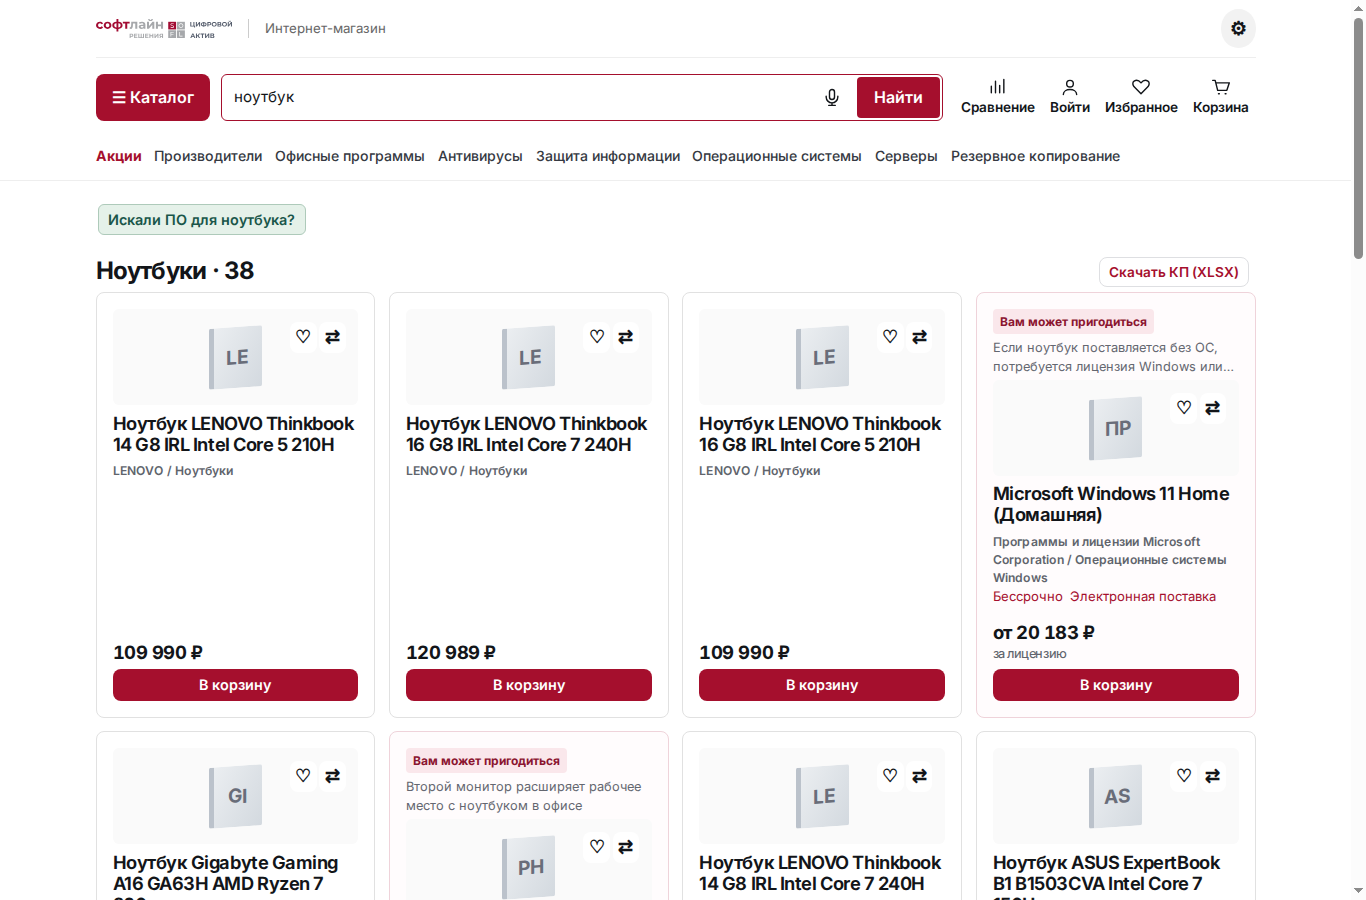 софтлайн
РЕШЕНИЯ
ЦИФРОВОЙ
АКТИВ
Интернет-магазин
☰ Каталог
ноутбук
Найти
Сравнение
Войти
Избранное
Корзина
Акции
Производители
Офисные программы
Антивирусы
Защита информации
Операционные системы
Серверы
Резервное копирование
Искали ПО для ноутбука?
Ноутбуки · 38
Скачать КП (XLSX)
LE
Ноутбук LENOVO Thinkbook
14 G8 IRL Intel Core 5 210H
LENOVO / Ноутбуки
109 990 ₽
В корзину
LE
Ноутбук LENOVO Thinkbook
16 G8 IRL Intel Core 7 240H
LENOVO / Ноутбуки
120 989 ₽
В корзину
LE
Ноутбук LENOVO Thinkbook
16 G8 IRL Intel Core 5 210H
LENOVO / Ноутбуки
109 990 ₽
В корзину
Вам может пригодиться
Если ноутбук поставляется без ОС,
потребуется лицензия Windows или...
ПР
Microsoft Windows 11 Home
(Домашняя)
Программы и лицензии Microsoft
Corporation / Операционные системы
Windows
Бессрочно Электронная поставка
от 20 183 ₽
за лицензию
В корзину
GI
Ноутбук Gigabyte Gaming
A16 GA63H AMD Ryzen 7
Вам может пригодиться
Второй монитор расширяет рабочее
место с ноутбуком в офисе
PH
LE
Ноутбук LENOVO Thinkbook
14 G8 IRL Intel Core 7 240H
AS
Ноутбук ASUS ExpertBook
B1 B1503CVA Intel Core 7